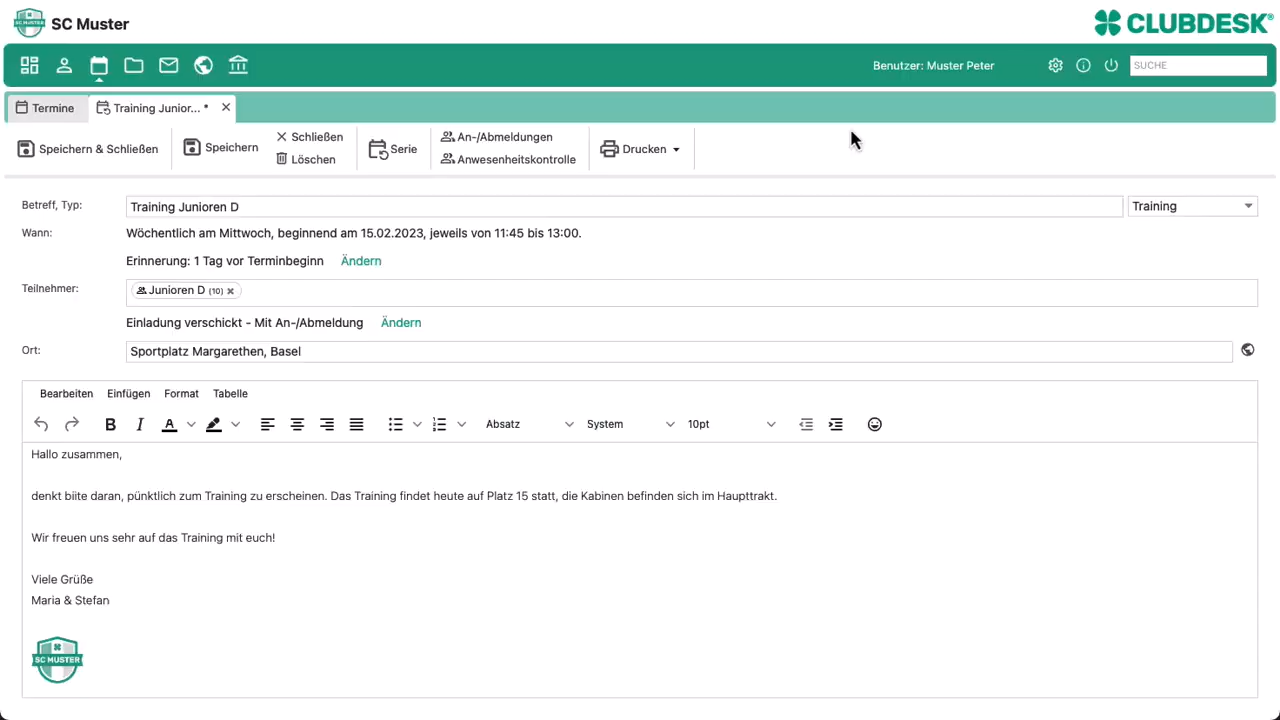 SC MUSTER SC Muster CLUBDESK®
Benutzer: Muster Peter SUCHE
Termine Training Junior... * ✕
Speichern & Schließen Speichern Schließen Serie An-/Abmeldungen Drucken
Löschen Anwesenheitskontrolle
Betreff, Typ: Training Junioren D Training
Wann: Wöchentlich am Mittwoch, beginnend am 15.02.2023, jeweils von 11:45 bis 13:00.
Erinnerung: 1 Tag vor Terminbeginn Ändern
Teilnehmer: Junioren D (10) ✖
Einladung verschickt - Mit An-/Abmeldung Ändern
Ort: Sportplatz Margarethen, Basel
Bearbeiten Einfügen Format Tabelle
B I A Absatz System 10pt
Hallo zusammen,
denkt biite daran, pünktlich zum Training zu erscheinen. Das Training findet heute auf Platz 15 statt, die Kabinen befinden sich im Haupttrakt.
Wir freuen uns sehr auf das Training mit euch!
Viele Grüße
Maria & Stefan
SC MUSTER